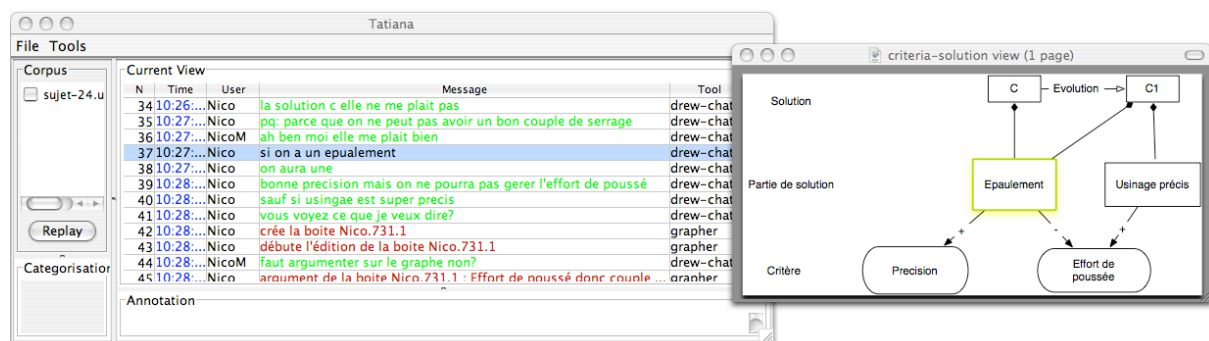 Tatiana
File Tools
Corpus
sujet-24.u
Replay
Categorisation
Current View
N Time User Message Tool
34 10:26:... Nico la solution c elle ne me plait pas drew-chat
35 10:27:... Nico pq: parce que on ne peut pas avoir un bon couple de serrage drew-chat
36 10:27:... NicoM ah ben moi elle me plait bien drew-chat
37 10:27:... Nico si on a un epualement drew-chat
38 10:27:... Nico on aura une drew-chat
39 10:28:... Nico bonne precision mais on ne pourra pas gerer l'effort de poussé drew-chat
40 10:28:... Nico sauf si usingae est super precis drew-chat
41 10:28:... Nico vous voyez ce que je veux dire? drew-chat
42 10:28:... Nico crée la boite Nico.731.1 grapher
43 10:28:... Nico débute l'édition de la boite Nico.731.1 grapher
44 10:28:... NicoM faut argumenter sur le graphe non? drew-chat
45 10:28:... Nico argument de la boite Nico.731.1 : Effort de poussé donc couple ... grapher
Annotation
criteria-solution view (1 page)
Solution
C
Evolution
C1
Partie de solution
Epaulement
Usinage précis
+
-
+
Critère
Precision
Effort de
poussée